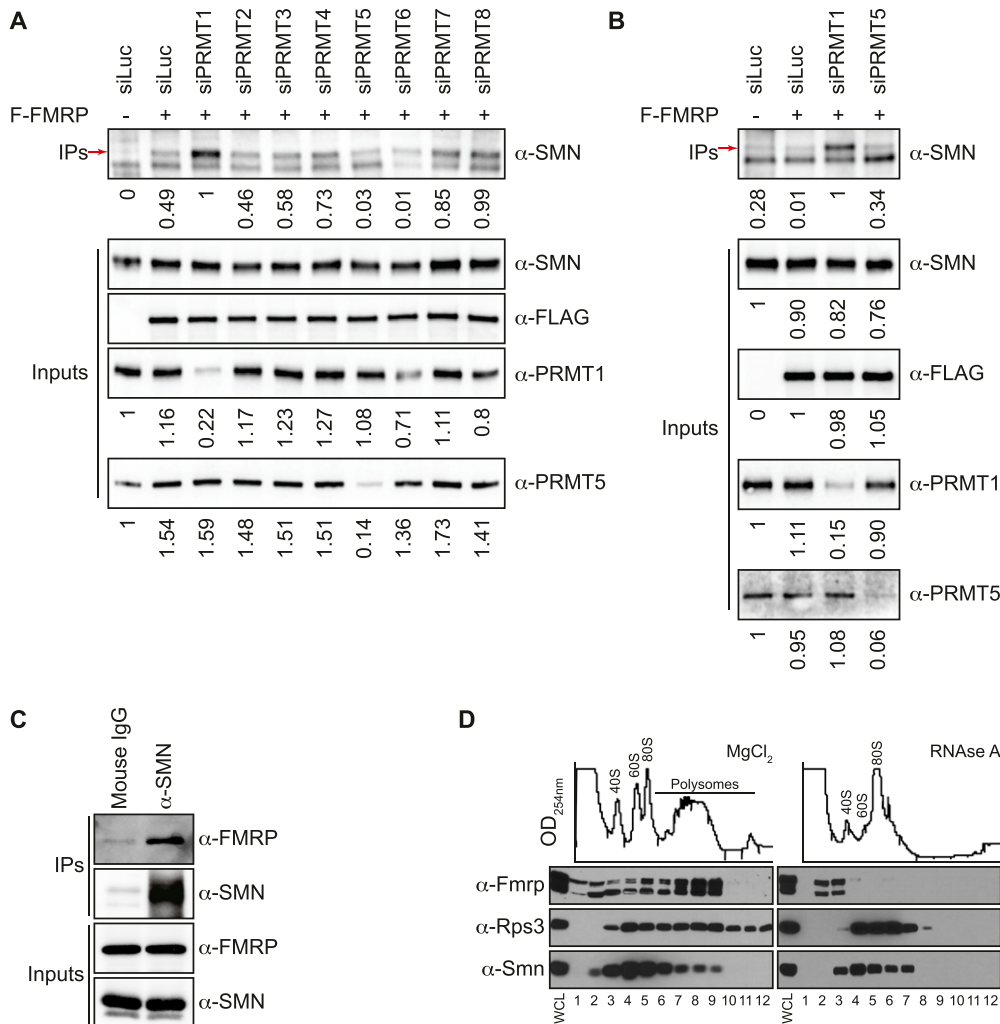 A
siLuc siLuc siPRMT1 siPRMT2 siPRMT3 siPRMT4 siPRMT5 siPRMT6 siPRMT7 siPRMT8
F-FMRP - + + + + + + + + +
IPs α-SMN
0 0.49 1 0.46 0.58 0.73 0.03 0.01 0.85 0.99
α-SMN
α-FLAG
Inputs α-PRMT1
1 1.16 0.22 1.17 1.23 1.27 1.08 0.71 1.11 0.8
α-PRMT5
1 1.54 1.59 1.48 1.51 1.51 0.14 1.36 1.73 1.41
B
siLuc siLuc siPRMT1 siPRMT5
F-FMRP - + + +
IPs α-SMN
0.28 0.01 1 0.34
α-SMN
1 0.90 0.82 0.76
α-FLAG
Inputs
0 1 0.98 1.05
α-PRMT1
1 1.11 0.15 0.90
α-PRMT5
1 0.95 1.08 0.06
C
Mouse IgG α-SMN
IPs
α-FMRP
α-SMN
Inputs
α-FMRP
α-SMN
D
OD254nm
40S 60S 80S Polysomes MgCl2
40S 60S 80S RNAse A
α-Fmrp
α-Rps3
α-Smn
WCL 1 2 3 4 5 6 7 8 9 10 11 12 WCL 1 2 3 4 5 6 7 8 9 10 11 12